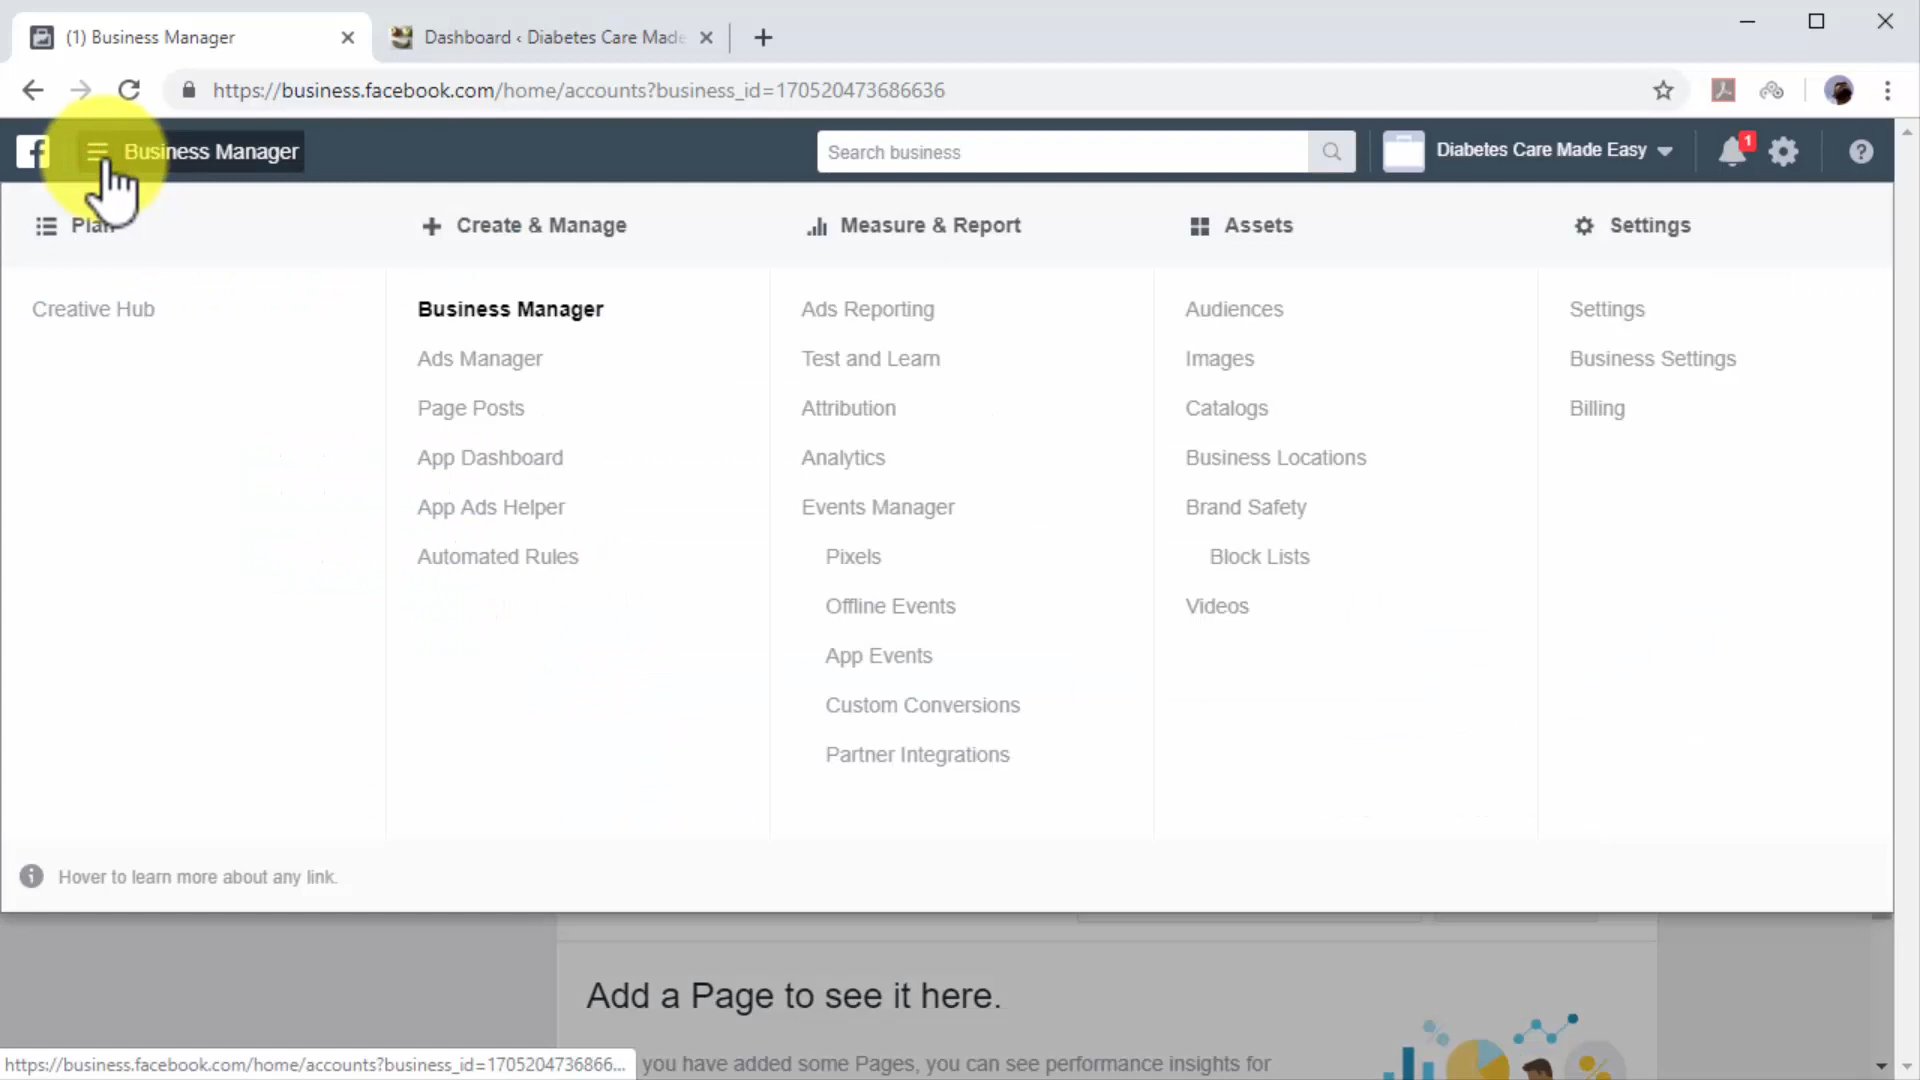 (1) Business Manager
Dashboard ‹ Diabetes Care Made
https://business.facebook.com/home/accounts?business_id=170520473686636
Business Manager
Search business
Diabetes Care Made Easy
1
Plan
Create & Manage
Measure & Report
Assets
Settings
Creative Hub
Business Manager
Ads Manager
Page Posts
App Dashboard
App Ads Helper
Automated Rules
Ads Reporting
Test and Learn
Attribution
Analytics
Events Manager
Pixels
Offline Events
App Events
Custom Conversions
Partner Integrations
Audiences
Images
Catalogs
Business Locations
Brand Safety
Block Lists
Videos
Settings
Business Settings
Billing
Hover to learn more about any link.
Add a Page to see it here.
you have added some Pages, you can see performance insights for
https://business.facebook.com/home/accounts?business_id=1705204736866...